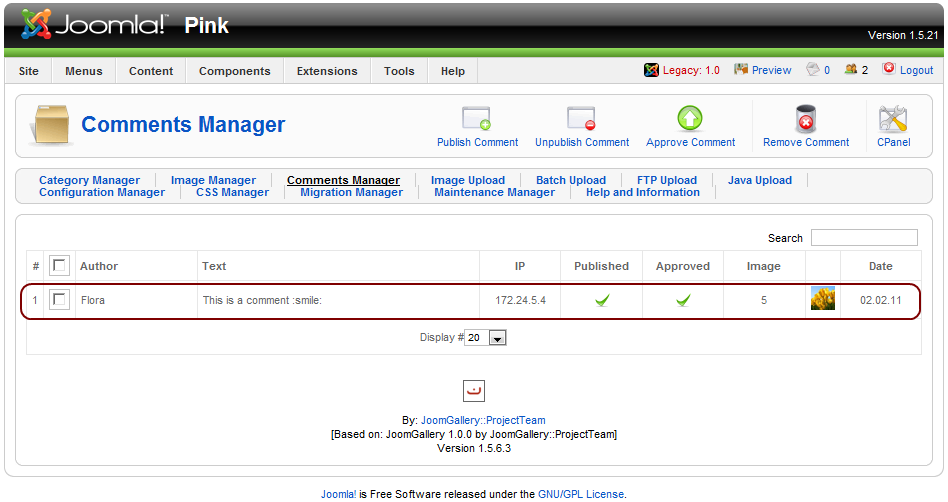 Joomla! Pink
Version 1.5.21
Site Menus Content Components Extensions Tools Help Legacy: 1.0 Preview 0 2 Logout
Comments Manager
Publish Comment Unpublish Comment Approve Comment Remove Comment CPanel
Category Manager Image Manager Comments Manager Image Upload Batch Upload FTP Upload Java Upload
Configuration Manager CSS Manager Migration Manager Maintenance Manager Help and Information
Search
# Author Text IP Published Approved Image Date
1 Flora This is a comment :smile: 172.24.5.4 5 02.02.11
Display # 20
By: JoomGallery::ProjectTeam
[Based on: JoomGallery 1.0.0 by JoomGallery::ProjectTeam]
Version 1.5.6.3
Joomla! is Free Software released under the GNU/GPL License.